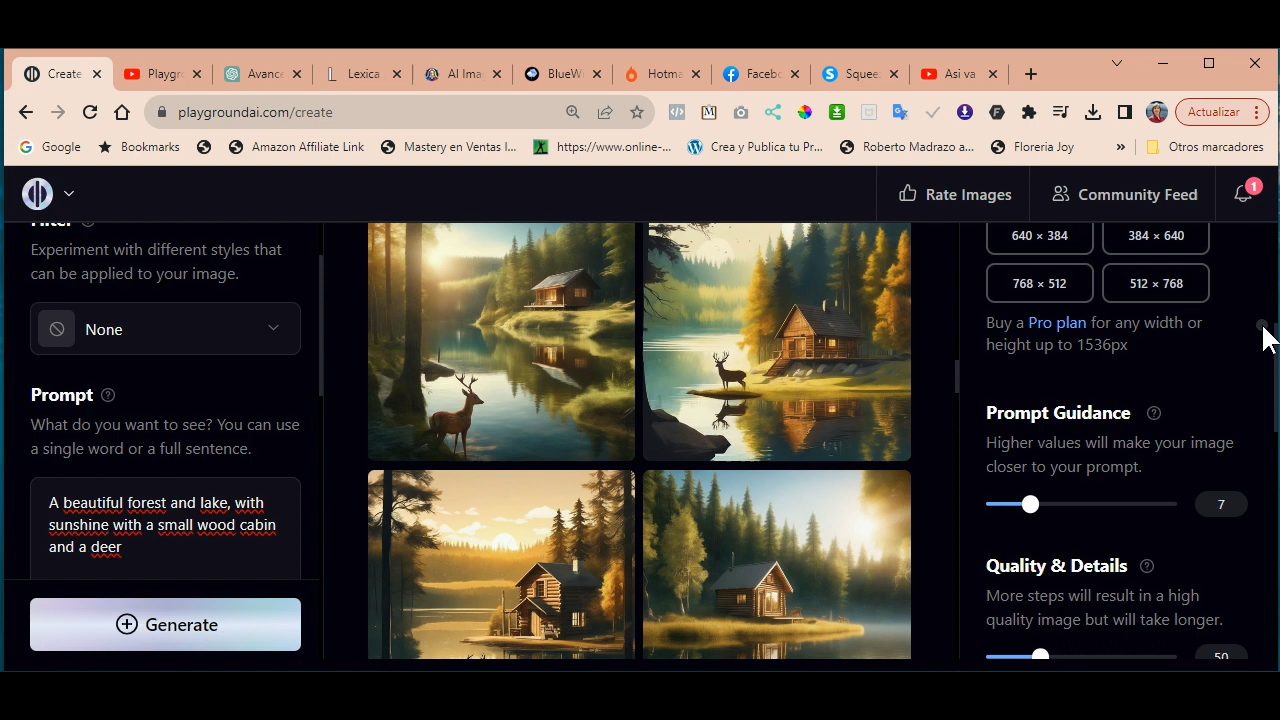 Create
Playgr
Avance
Lexica
AI Ima
BlueWi
Hotma
Faceb
Squee
Asi va
playgroundai.com/create
Actualizar
Google
Bookmarks
Amazon Affiliate Link
Mastery en Ventas I...
https://www.online-...
Crea y Publica tu Pr...
Roberto Madrazo a...
Floreria Joy
»
Otros marcadores
Rate Images
Community Feed
1
Filter
Experiment with different styles that
can be applied to your image.
None
Prompt
What do you want to see? You can use
a single word or a full sentence.
A beautiful forest and lake, with
sunshine with a small wood cabin
and a deer
Generate
640 × 384
384 × 640
768 × 512
512 × 768
Buy a Pro plan for any width or
height up to 1536px
Prompt Guidance
Higher values will make your image
closer to your prompt.
7
Quality & Details
More steps will result in a high
quality image but will take longer.
50